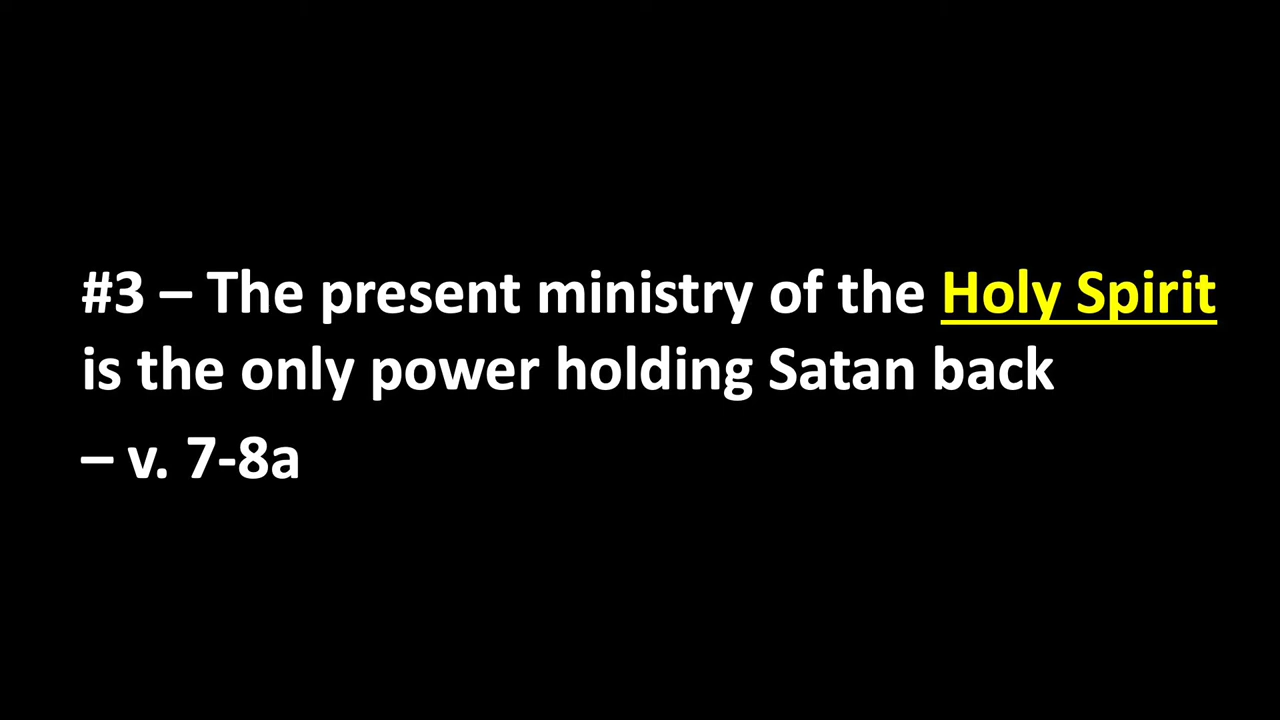 #3 – The present ministry of the Holy Spirit
is the only power holding Satan back
– v. 7-8a